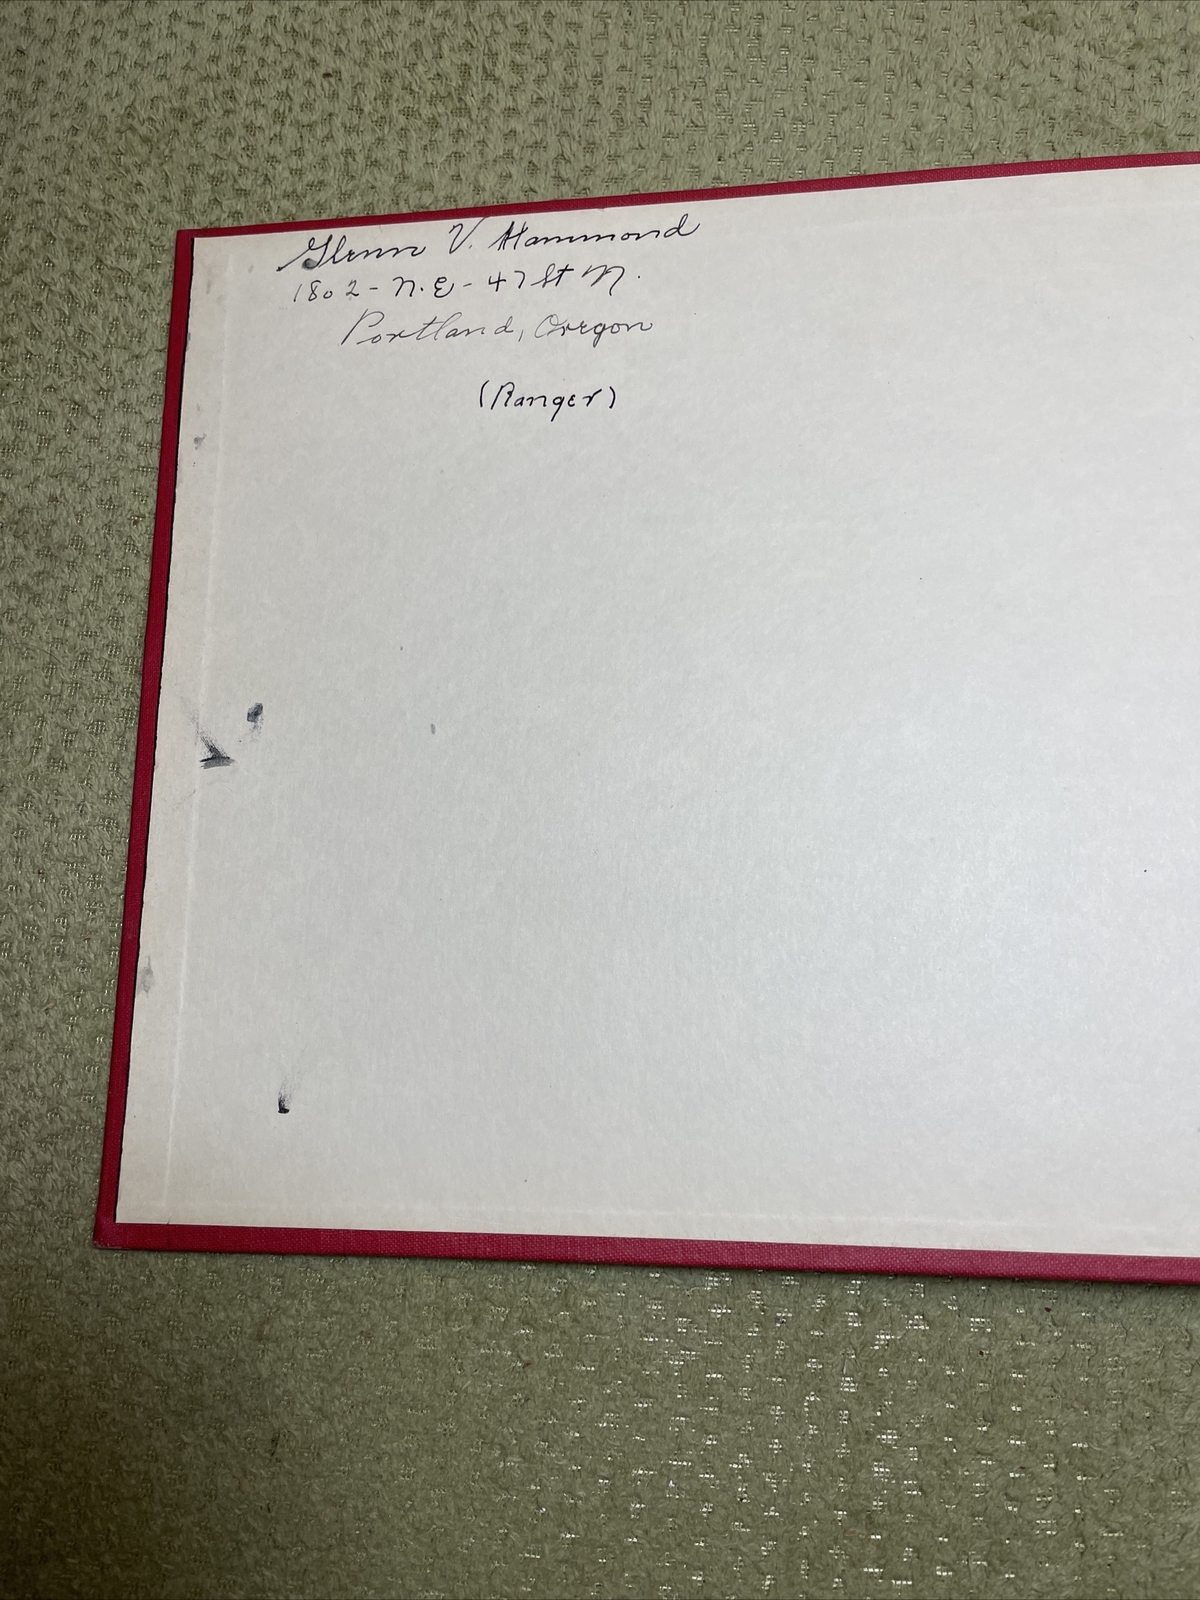 Glenn V. Hammond
1802 - N.E - 47 St N.
Portland, Oregon
(Ranger)